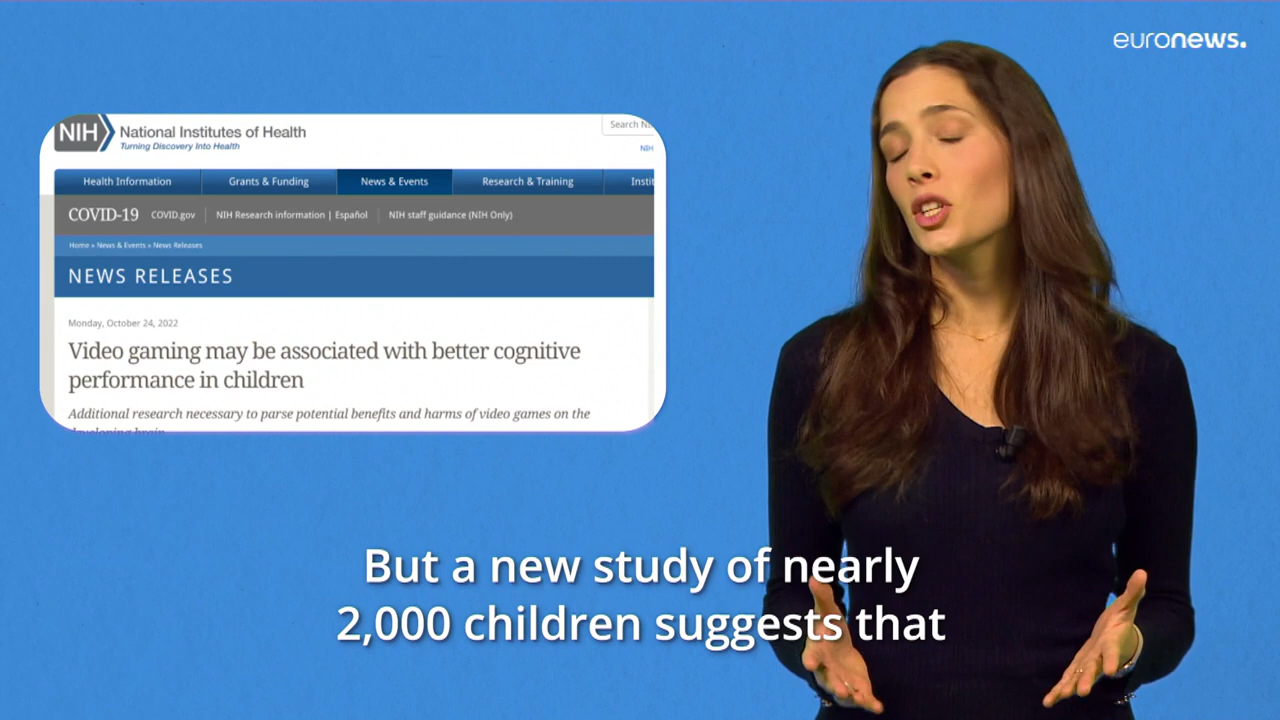 euronews.
NIH
National Institutes of Health
Turning Discovery Into Health
Search
NIH
Health Information
Grants & Funding
News & Events
Research & Training
COVID-19
COVID.gov
NIH Research information | Español
NIH staff guidance (NIH Only)
Home » News & Events » News Releases
NEWS RELEASES
Monday, October 24, 2022
Video gaming may be associated with better cognitive
performance in children
Additional research necessary to parse potential benefits and harms of video games on the
But a new study of nearly
2,000 children suggests that